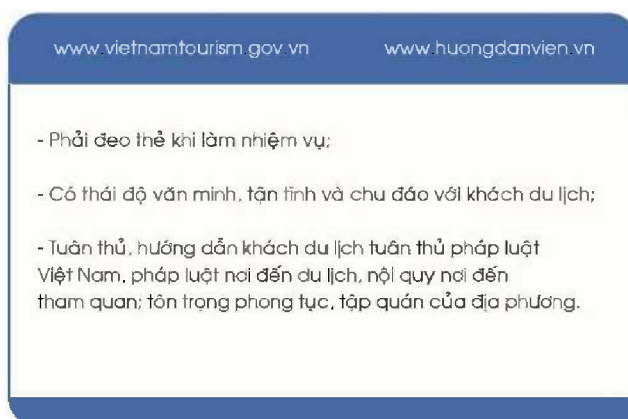 www.vietnamtourism.gov.vn www.huongdanvien.vn
- Phải đeo thẻ khi làm nhiệm vụ;
- Có thái độ văn minh, tận tình và chu đáo với khách du lịch;
- Tuân thủ, hướng dẫn khách du lịch tuân thủ pháp luật
Việt Nam, pháp luật nơi đến du lịch, nội quy nơi đến
tham quan; tôn trọng phong tục, tập quán của địa phương.